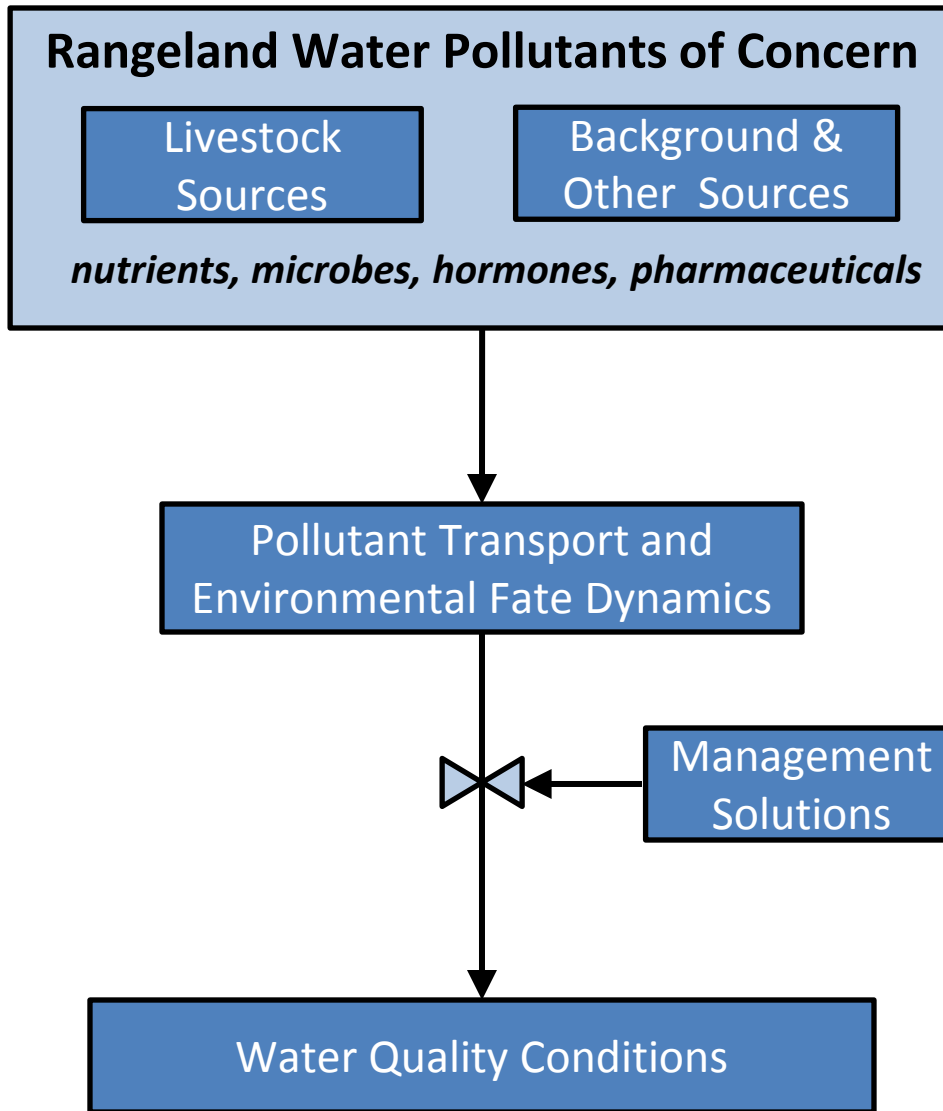 Rangeland Water Pollutants of Concern
Livestock
Sources
Background &
Other Sources
nutrients, microbes, hormones, pharmaceuticals
Pollutant Transport and
Environmental Fate Dynamics
Management
Solutions
Water Quality Conditions